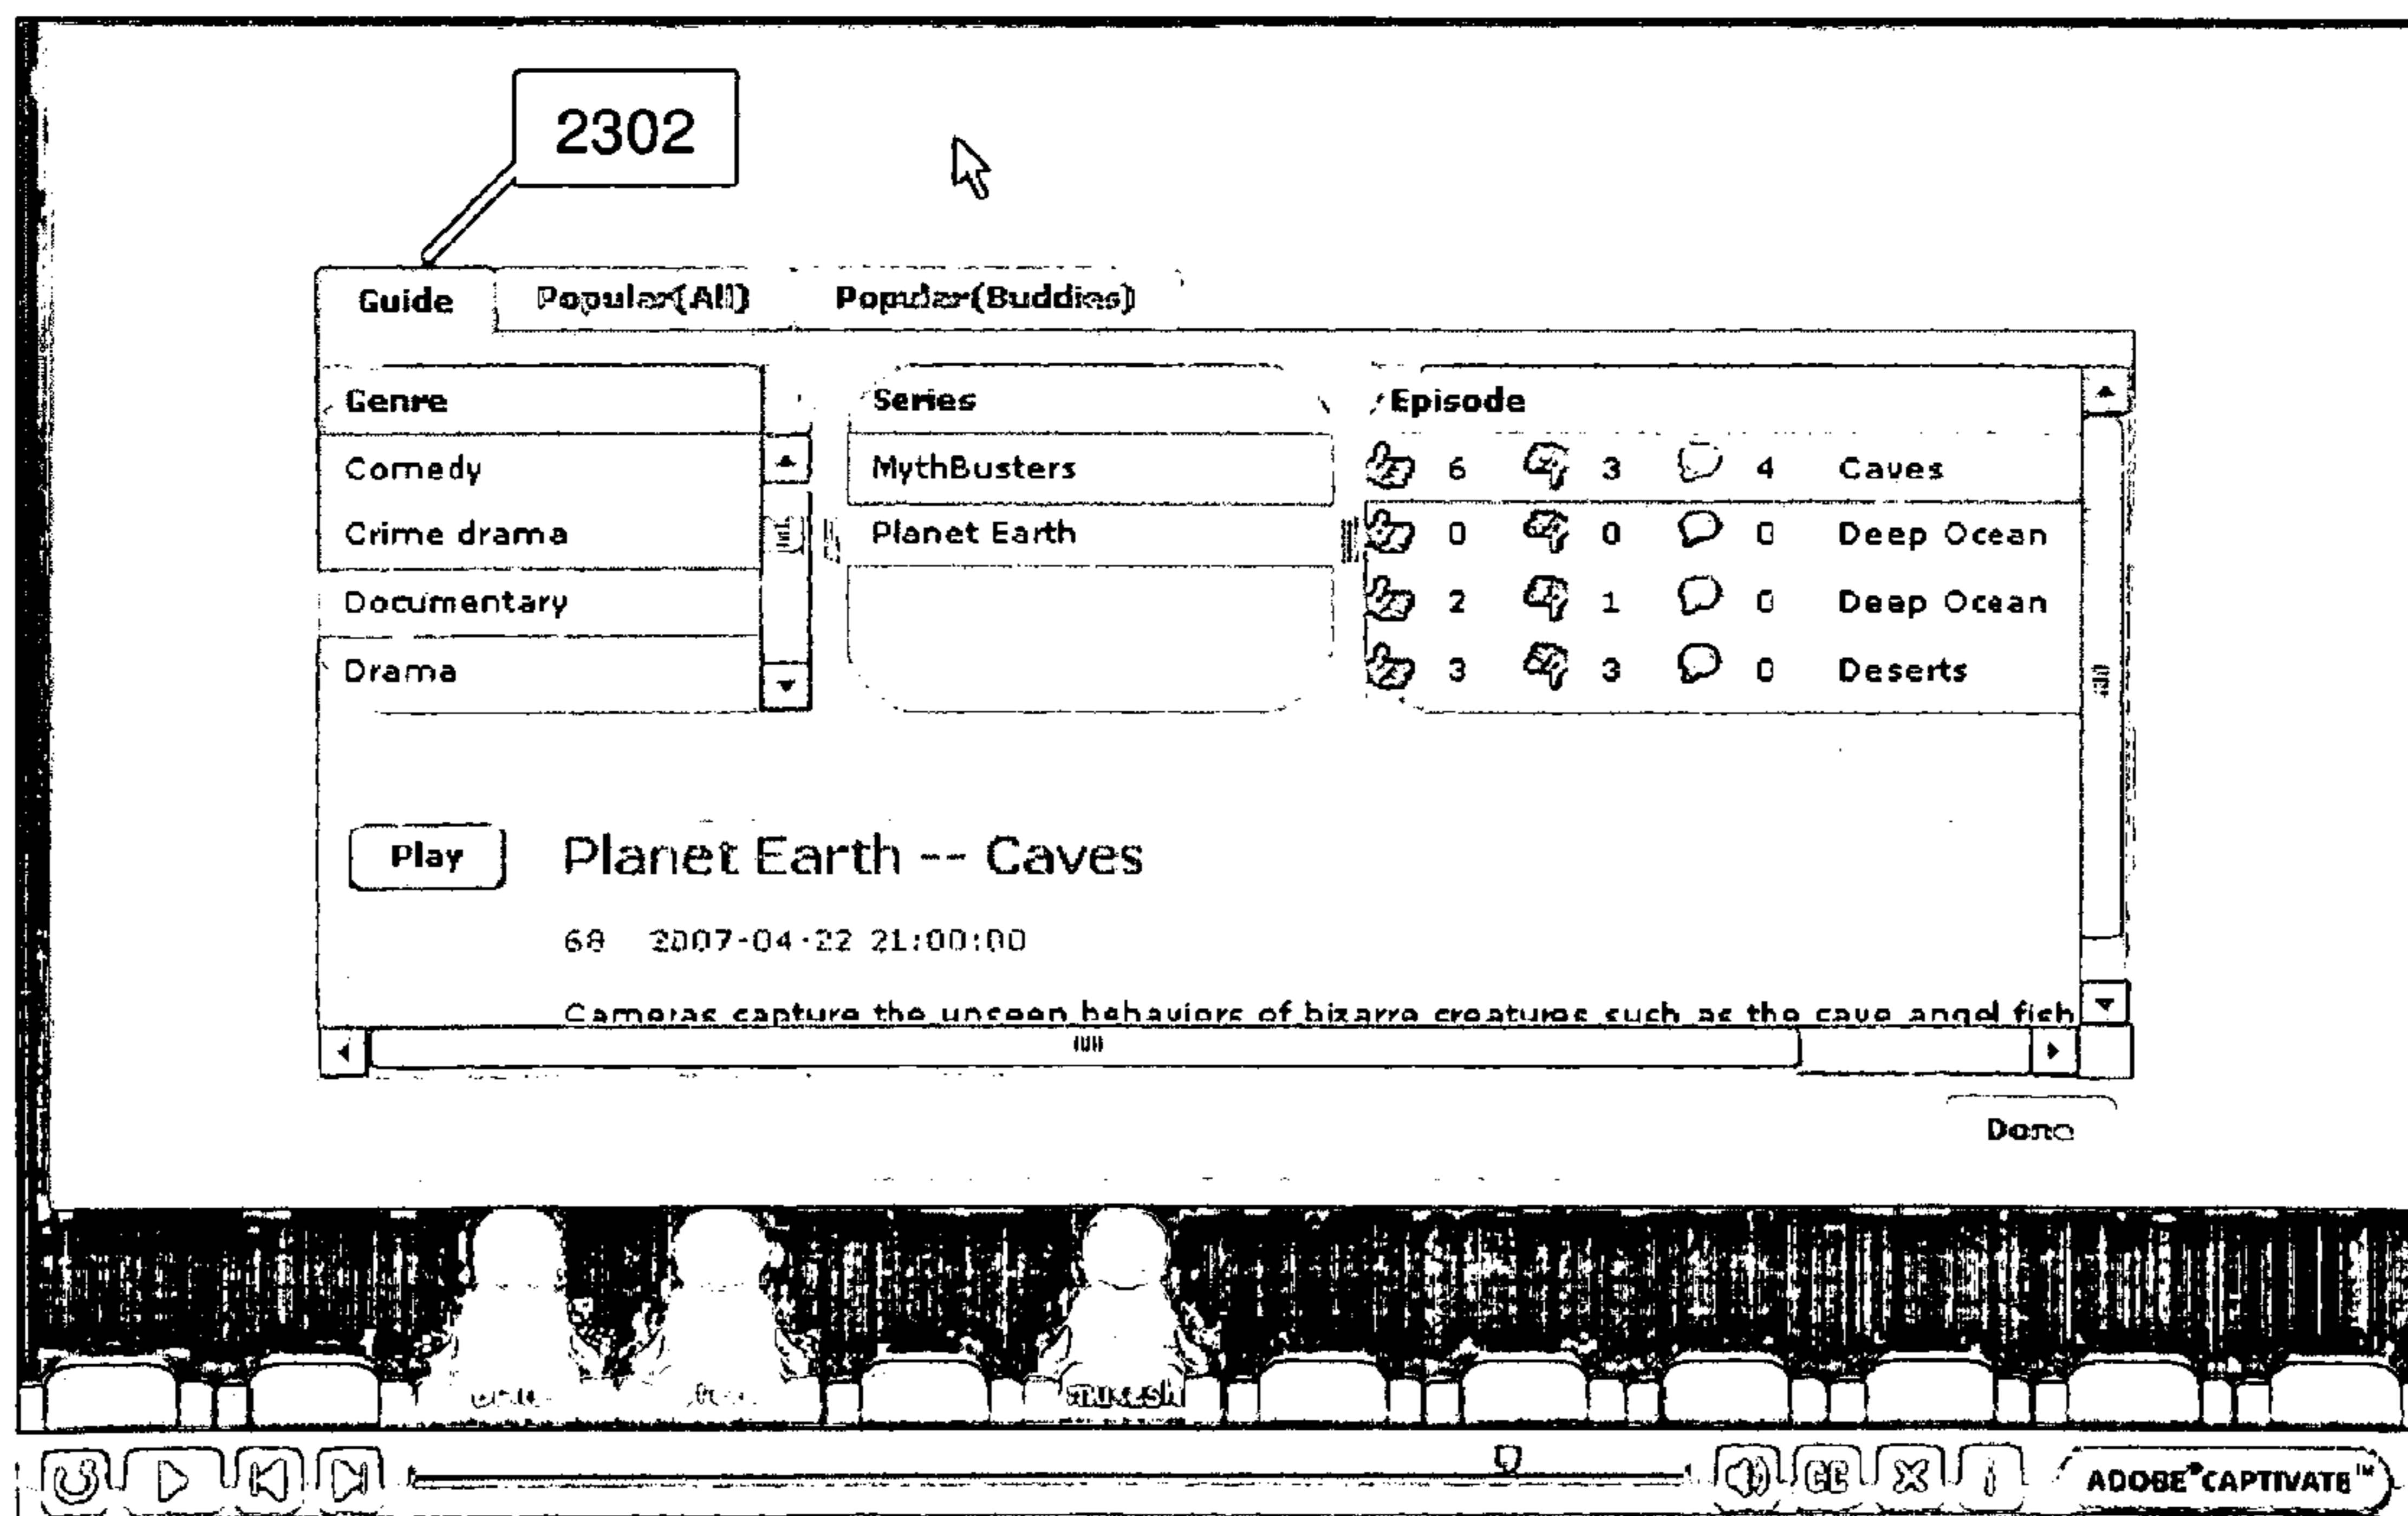 2302
Guide Popular(All) Popular(Buddies)
Genre Series Episode
Comedy MythBusters 6 3 4 Caves
Crime drama Planet Earth 0 0 0 Deep Ocean
Documentary 2 1 0 Deep Ocean
Drama 3 3 0 Deserts
Play Planet Earth -- Caves
68 2007-04-22 21:00:00
Cameras capture the unseen behaviors of bizarre creatures such as the cave angel fish
Done
mukesh
CC ADOBE® CAPTIVATE™